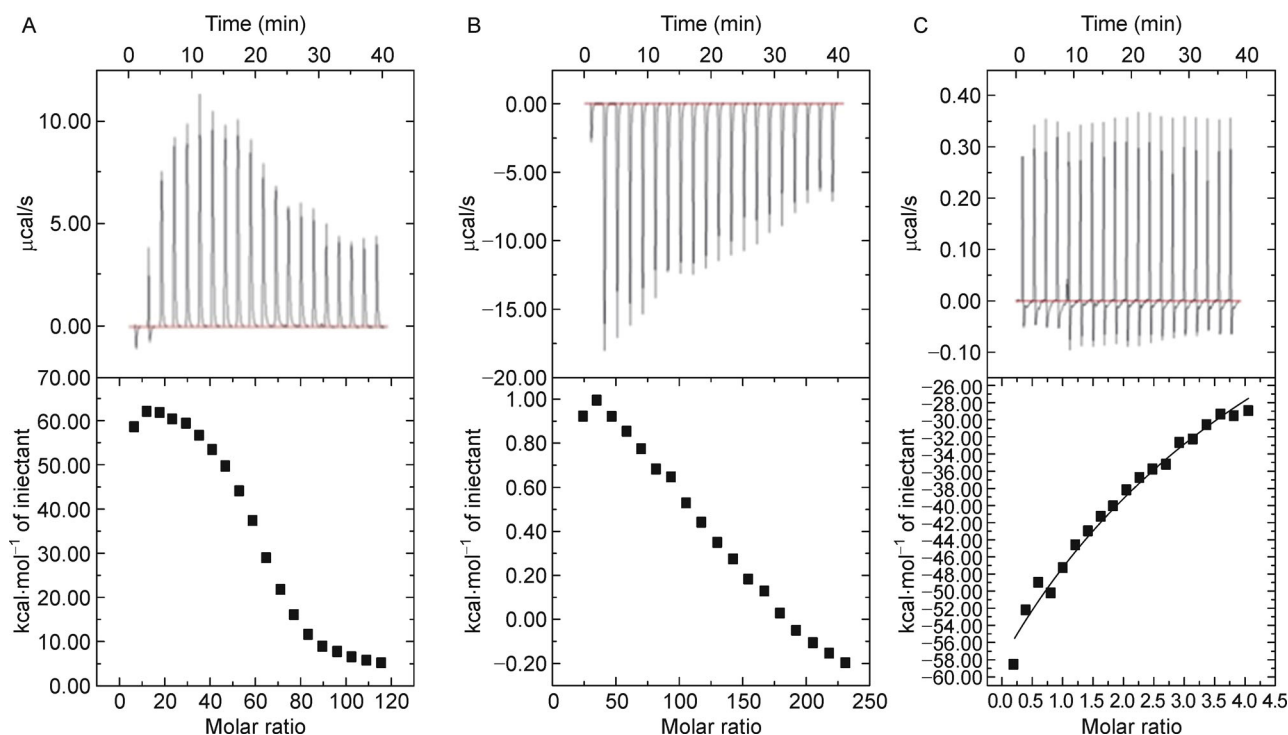 A
Time (min)
0 10 20 30 40
10.00
5.00
0.00
μcal/s
70.00
60.00
50.00
40.00
30.00
20.00
10.00
0.00
kcal·mol⁻¹ of iniectant
0 20 40 60 80 100 120
Molar ratio
B
Time (min)
0 10 20 30 40
0.00
−5.00
−10.00
−15.00
−20.00
μcal/s
1.00
0.80
0.60
0.40
0.20
0.00
−0.20
kcal·mol⁻¹ of iniectant
0 50 100 150 200 250
Molar ratio
C
Time (min)
0 10 20 30 40
0.40
0.30
0.20
0.10
0.00
−0.10
μcal/s
−26.00
−28.00
−30.00
−32.00
−34.00
−36.00
−38.00
−40.00
−42.00
−44.00
−46.00
−48.00
−50.00
−52.00
−54.00
−56.00
−58.00
−60.00
kcal·mol⁻¹ of iniectant
0.0 0.5 1.0 1.5 2.0 2.5 3.0 3.5 4.0 4.5
Molar ratio